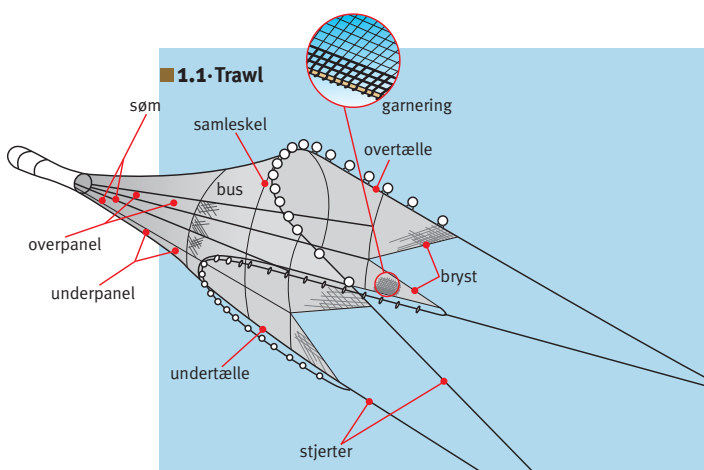 1.1·Trawl
garnering
søm
samleskel
overtælle
bus
overpanel
bryst
underpanel
undertælle
stjerter